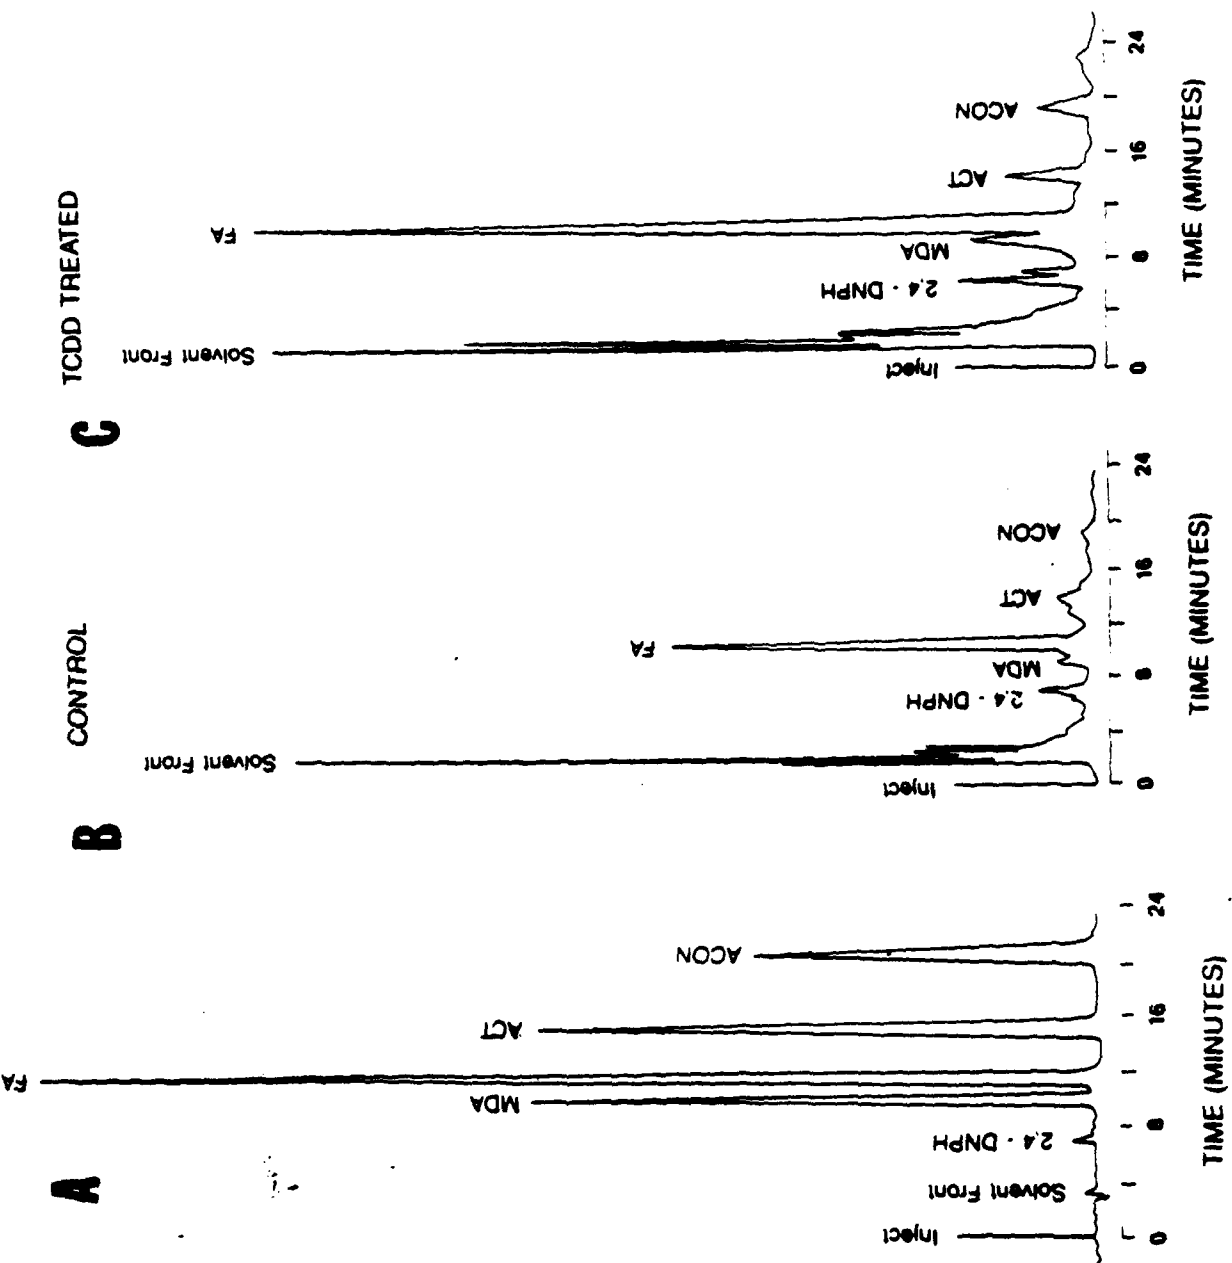 A
FA
MDA
ACT
ACON
2,4 - DNPH
Solvent Front
Inject
0
8
16
24
TIME (MINUTES)
B
CONTROL
Solvent Front
Inject
2,4 - DNPH
MDA
FA
ACT
ACON
0
8
16
24
TIME (MINUTES)
C
TCDD TREATED
Solvent Front
Inject
2,4 - DNPH
MDA
FA
ACT
ACON
0
8
16
24
TIME (MINUTES)